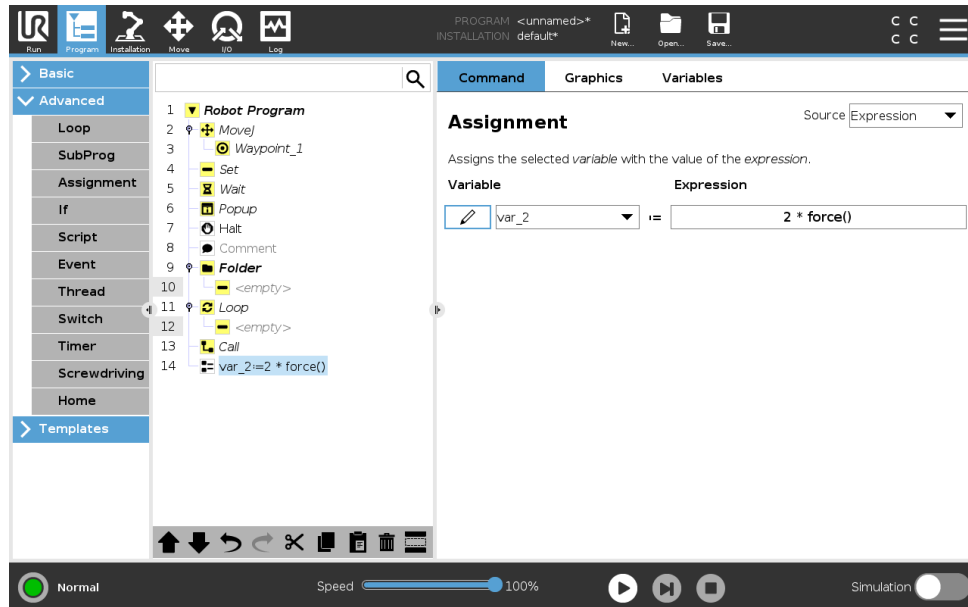 UR
Run
Program
Installation
Move
I/O
Log
PROGRAM <unnamed>*
INSTALLATION default*
New...
Open...
Save...
C C
C C
Basic
Advanced
Loop
SubProg
Assignment
If
Script
Event
Thread
Switch
Timer
Screwdriving
Home
Templates
1 Robot Program
2 MoveJ
3 Waypoint_1
4 Set
5 Wait
6 Popup
7 Halt
8 Comment
9 Folder
10 <empty>
11 Loop
12 <empty>
13 Call
14 var_2:=2 * force()
Command Graphics Variables
Assignment
Source Expression
Assigns the selected variable with the value of the expression.
Variable Expression
var_2 := 2 * force()
Normal
Speed 100%
Simulation